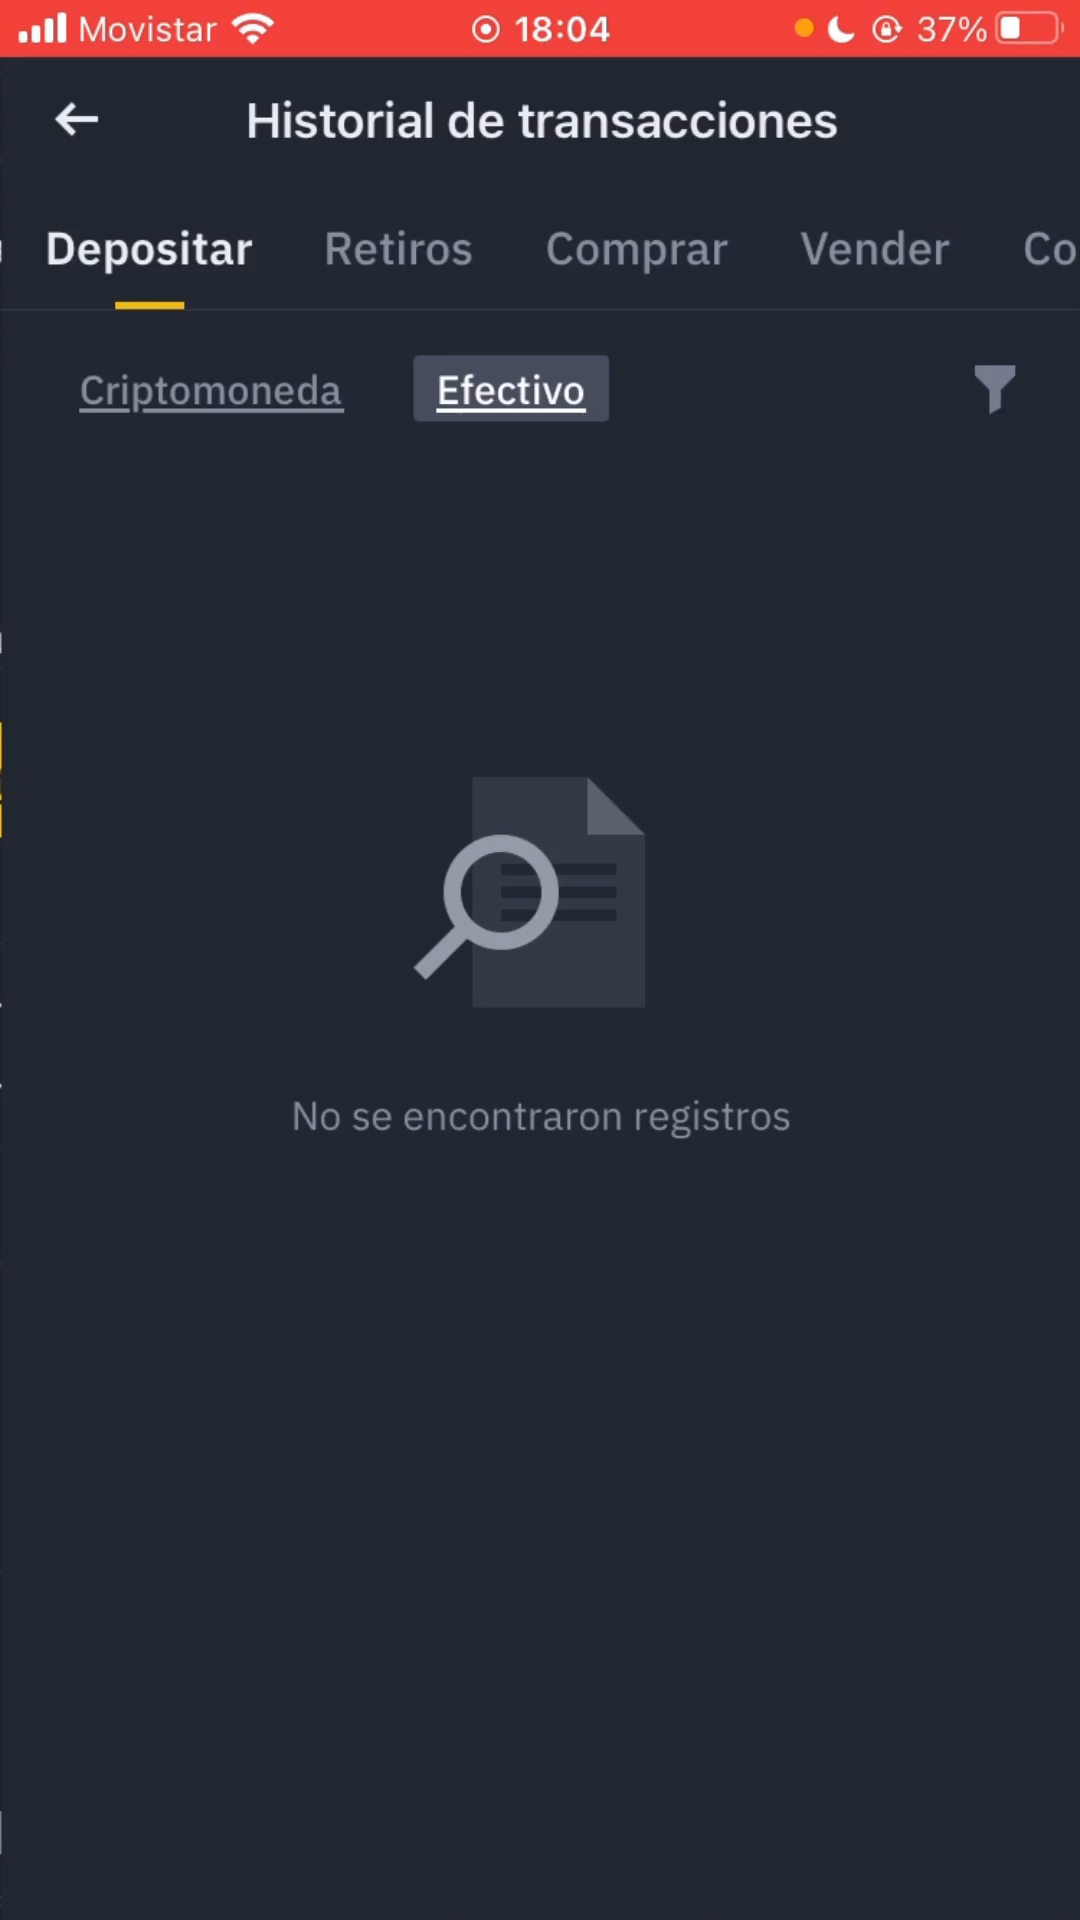 Movistar 18:04 37%
Historial de transacciones
Depositar Retiros Comprar Vender Co
Criptomoneda Efectivo
No se encontraron registros